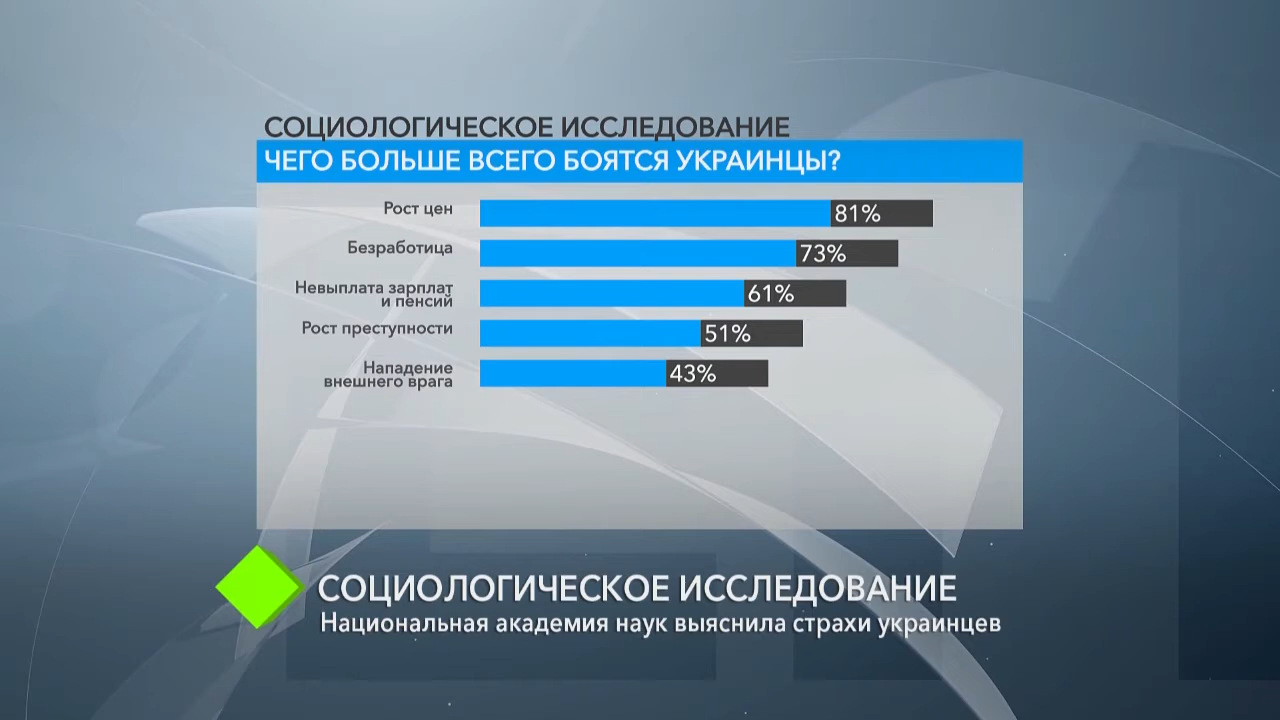 СОЦИОЛОГИЧЕСКОЕ ИССЛЕДОВАНИЕ
ЧЕГО БОЛЬШЕ ВСЕГО БОЯТСЯ УКРАИНЦЫ?
Рост цен 81%
Безработица 73%
Невыплата зарплат
и пенсий 61%
Рост преступности 51%
Нападение
внешнего врага 43%
СОЦИОЛОГИЧЕСКОЕ ИССЛЕДОВАНИЕ
Национальная академия наук выяснила страхи украинцев